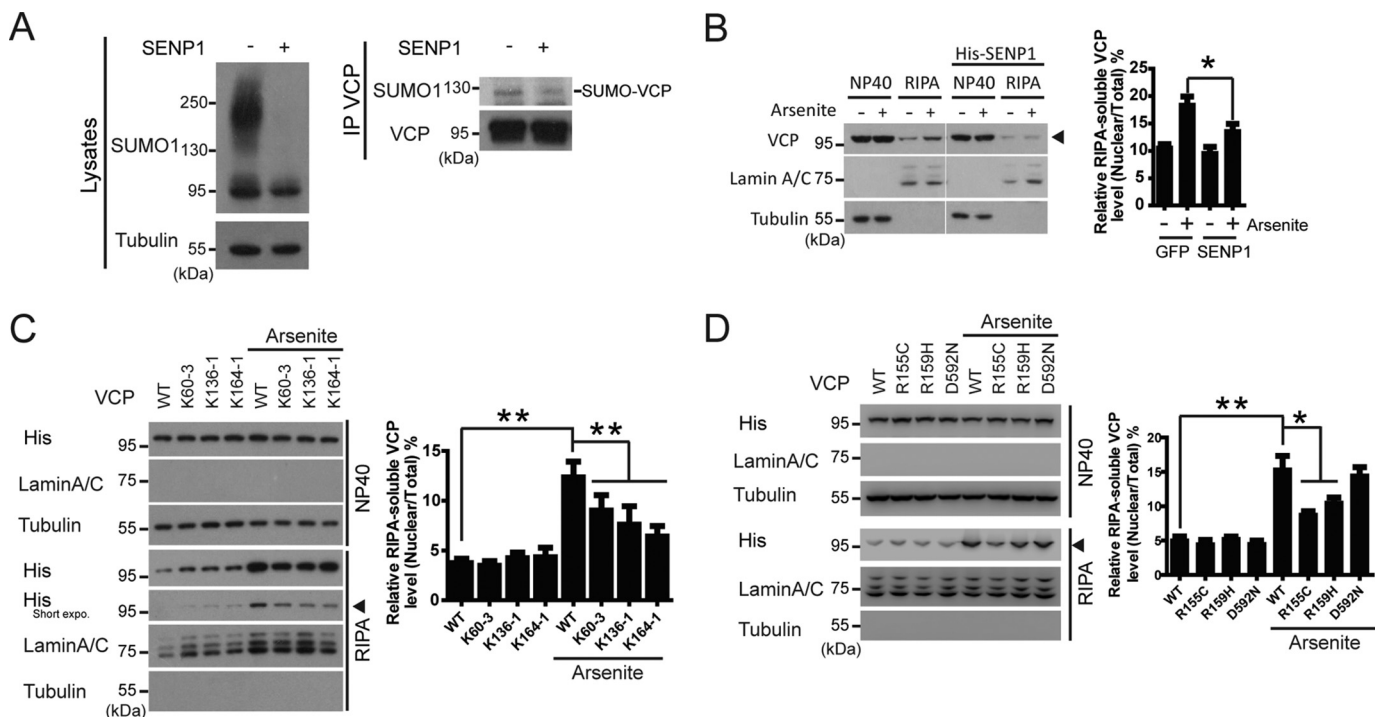 A
SENP1 - +
Lysates
250
SUMO1
130
95
Tubulin
55
(kDa)
SENP1 - +
IP VCP
SUMO1 130 SUMO-VCP
VCP
95
(kDa)
B
His-SENP1
NP40 RIPA NP40 RIPA
Arsenite - + - + - + - +
VCP 95
Lamin A/C 75
Tubulin 55
(kDa)
Relative RIPA-soluble VCP
level (Nuclear/Total) %
25
20
15
10
5
0
*
- + - + Arsenite
GFP SENP1
C
Arsenite
VCP WT K60-3 K136-1 K164-1 WT K60-3 K136-1 K164-1
His 95
LaminA/C 75
Tubulin 55
NP40
His 95
His 95
Short expo.
LaminA/C 75
Tubulin 55
(kDa)
RIPA
Relative RIPA-soluble VCP
level (Nuclear/Total) %
15
10
5
0
** **
WT K60-3 K136-1 K164-1 WT K60-3 K136-1 K164-1
Arsenite
D
Arsenite
VCP WT R155C R159H D592N WT R155C R159H D592N
His 95
LaminA/C 75
Tubulin 55
NP40
His 95
LaminA/C 75
Tubulin 55
(kDa)
RIPA
Relative RIPA-soluble VCP
level (Nuclear/Total) %
20
15
10
5
0
** *
WT R155C R159H D592N WT R155C R159H D592N
Arsenite